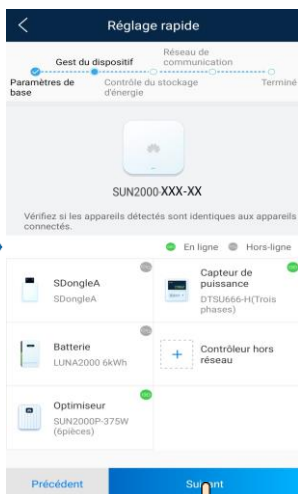 Réglage rapide
Réseau de
Gest du dispositif communication
Paramètres de Contrôle du stockage Terminé
base d'énergie
SUN2000-XXX-XX
Vérifiez si les appareils détectés sont identiques aux appareils
connectés.
En ligne Hors-ligne
SDongleA
SDongleA
Capteur de
puissance
DTSU666-H(Trois
phases)
Batterie
LUNA2000 6kWh
Contrôleur hors
réseau
Optimiseur
SUN2000P-375W
(6pièces)
Précédent Suivant